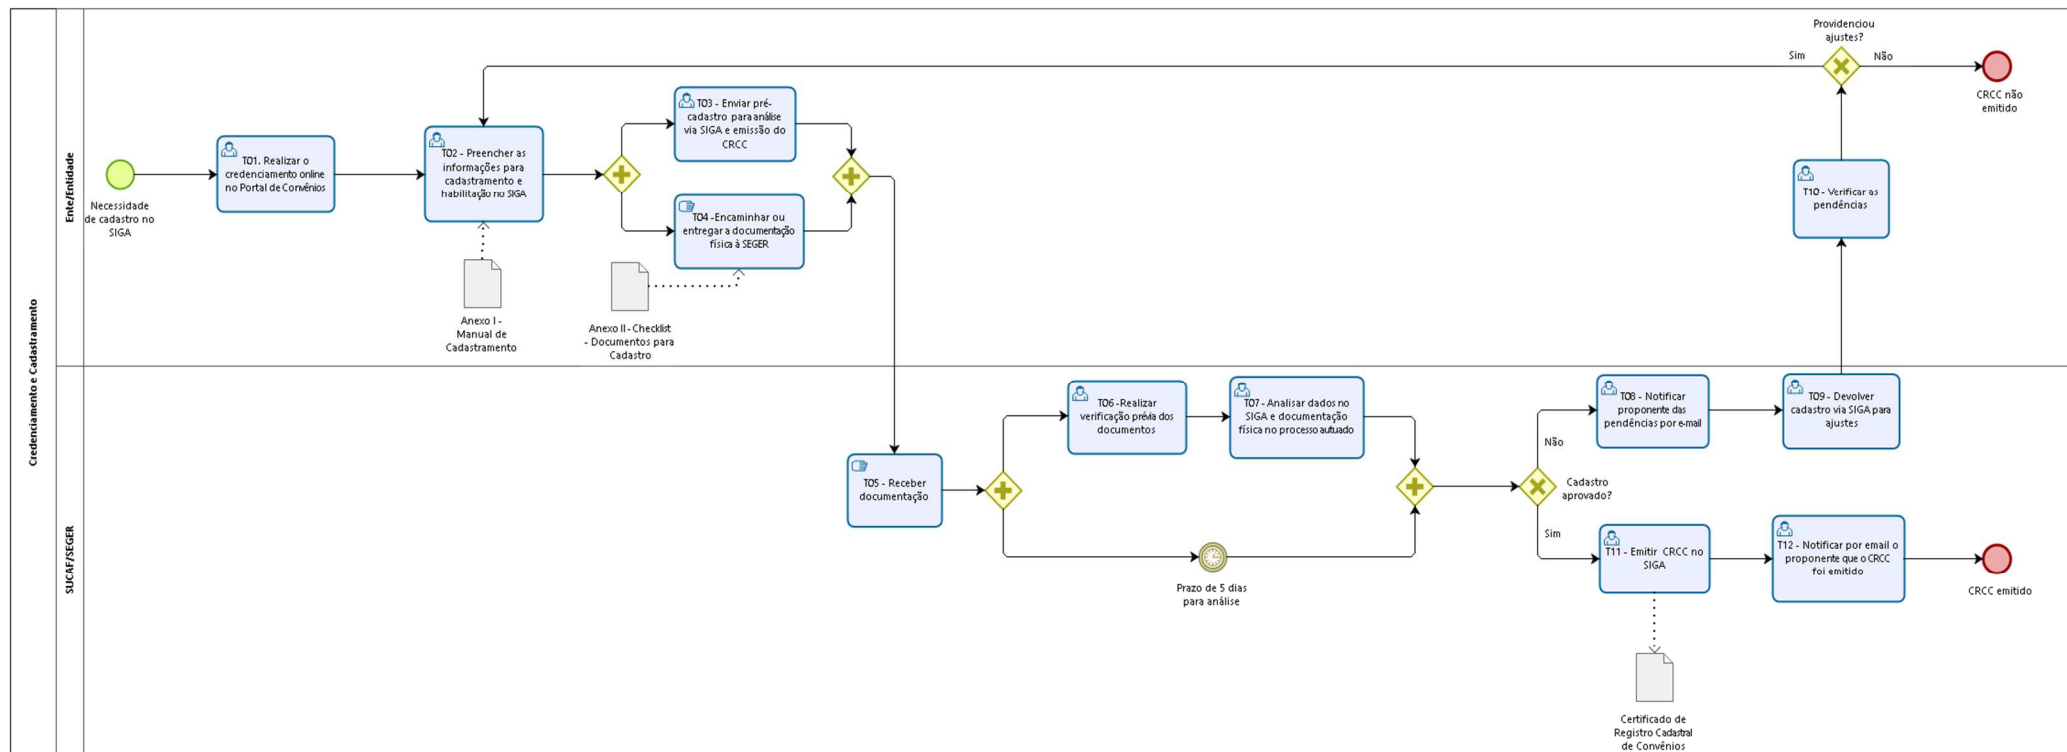 Credenciamento e Cadastramento
Ente/Entidade
Necessidade
de cadastro no
SIGA
T01. Realizar o
credenciamento online
no Portal de Convênios
T02 - Preencher as
informações para
cadastramento e
habilitação no SIGA
Anexo I -
Manual de
Cadastramento
T03 - Enviar pré-
cadastro para análise
via SIGA e emissão do
CRCC
T04 -Encaminhar ou
entregar a documentação
física à SEGER
Anexo II - Checklist
- Documentos para
Cadastro
Providenciou
ajustes?
Sim
Não
CRCC não
emitido
T10 - Verificar as
pendências
SUCAF/SEGER
T05 - Receber
documentação
T06 -Realizar
verificação prévia dos
documentos
T07 - Analisar dados no
SIGA e documentação
física no processo autuado
Prazo de 5 dias
para análise
Cadastro
aprovado?
Não
Sim
T08 - Notificar
proponente das
pendências por e-mail
T09 - Devolver
cadastro via SIGA para
ajustes
T11 - Emitir CRCC no
SIGA
T12 - Notificar por email o
proponente que o CRCC
foi emitido
CRCC emitido
Certificado de
Registro Cadastral
de Convênios